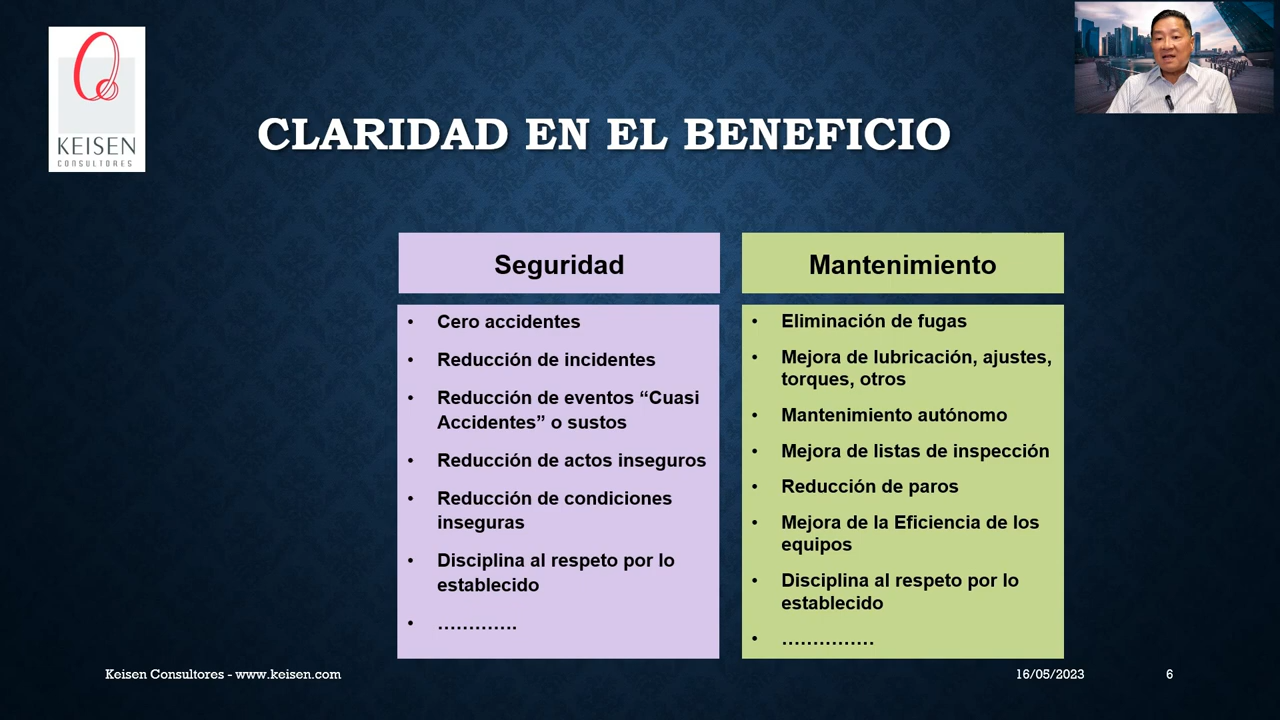 KEISEN
CONSULTORES
CLARIDAD EN EL BENEFICIO
Seguridad
• Cero accidentes
• Reducción de incidentes
• Reducción de eventos “Cuasi
Accidentes” o sustos
• Reducción de actos inseguros
• Reducción de condiciones
inseguras
• Disciplina al respeto por lo
establecido
• ………….
Mantenimiento
• Eliminación de fugas
• Mejora de lubricación, ajustes,
torques, otros
• Mantenimiento autónomo
• Mejora de listas de inspección
• Reducción de paros
• Mejora de la Eficiencia de los
equipos
• Disciplina al respeto por lo
establecido
• ……………
Keisen Consultores - www.keisen.com
16/05/2023
6